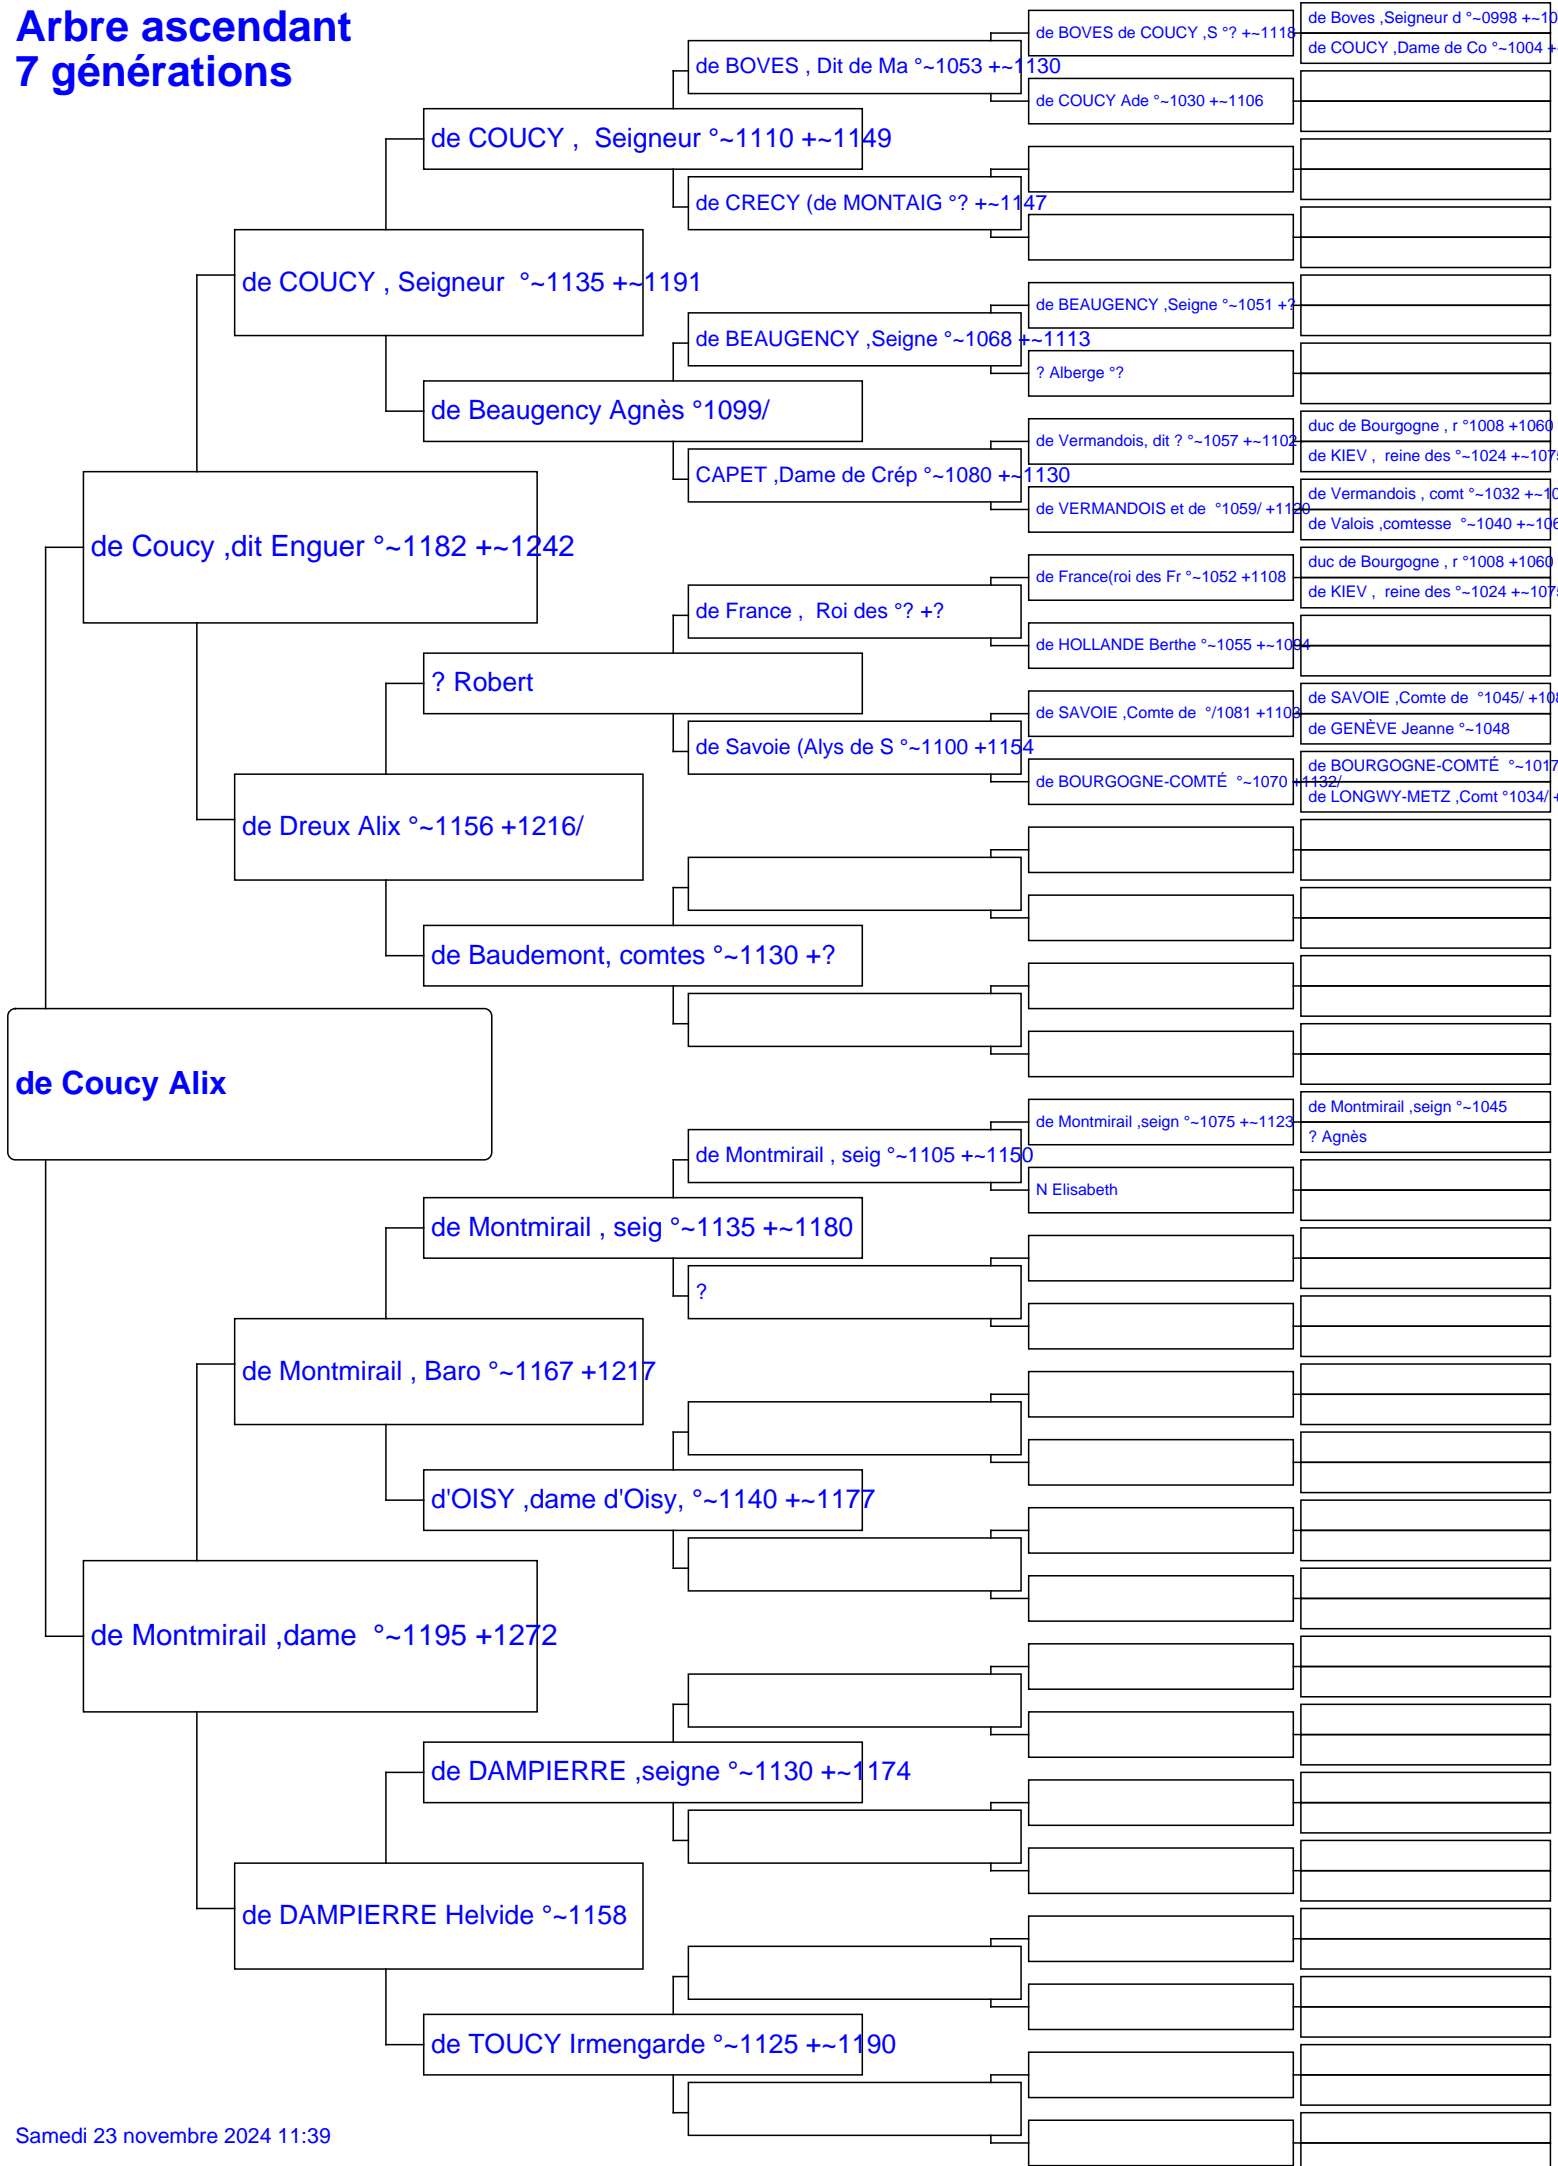 Arbre ascendant
7 générations
de Boves ,Seigneur d °~0998 +~10
de BOVES de COUCY ,S °? +~1118
de COUCY ,Dame de Co °~1004 +
de BOVES , Dit de Ma °~1053 +~1130
de COUCY Ade °~1030 +~1106
de COUCY ,  Seigneur °~1110 +~1149
de CRECY (de MONTAIG °? +~1147
de COUCY , Seigneur  °~1135 +~1191
de BEAUGENCY ,Seigne °~1051 +?
de BEAUGENCY ,Seigne °~1068 +~1113
? Alberge °?
de Beaugency Agnès °1099/
duc de Bourgogne , r °1008 +1060
de Vermandois, dit ? °~1057 +~1102
de KIEV ,  reine des °~1024 +~1075
CAPET ,Dame de Crép °~1080 +~1130
de Vermandois , comt °~1032 +~10
de VERMANDOIS et de  °1059/ +1120
de Valois ,comtesse  °~1040 +~106
de Coucy ,dit Enguer °~1182 +~1242
duc de Bourgogne , r °1008 +1060
de France(roi des Fr °~1052 +1108
de KIEV ,  reine des °~1024 +~1075
de France ,  Roi des °? +?
de HOLLANDE Berthe °~1055 +~1094
? Robert
de SAVOIE ,Comte de  °1045/ +108
de SAVOIE ,Comte de  °/1081 +1103
de GENÈVE Jeanne °~1048
de Savoie (Alys de S °~1100 +1154
de BOURGOGNE-COMTÉ  °~1017
de BOURGOGNE-COMTÉ  °~1070 +1132/
de LONGWY-METZ ,Comt °1034/ +
de Dreux Alix °~1156 +1216/
de Baudemont, comtes °~1130 +?
de Coucy Alix
de Montmirail ,seign °~1045
de Montmirail ,seign °~1075 +~1123
? Agnès
de Montmirail , seig °~1105 +~1150
N Elisabeth
de Montmirail , seig °~1135 +~1180
?
de Montmirail , Baro °~1167 +1217
d'OISY ,dame d'Oisy, °~1140 +~1177
de Montmirail ,dame  °~1195 +1272
de DAMPIERRE ,seigne °~1130 +~1174
de DAMPIERRE Helvide °~1158
de TOUCY Irmengarde °~1125 +~1190
Samedi 23 novembre 2024 11:39